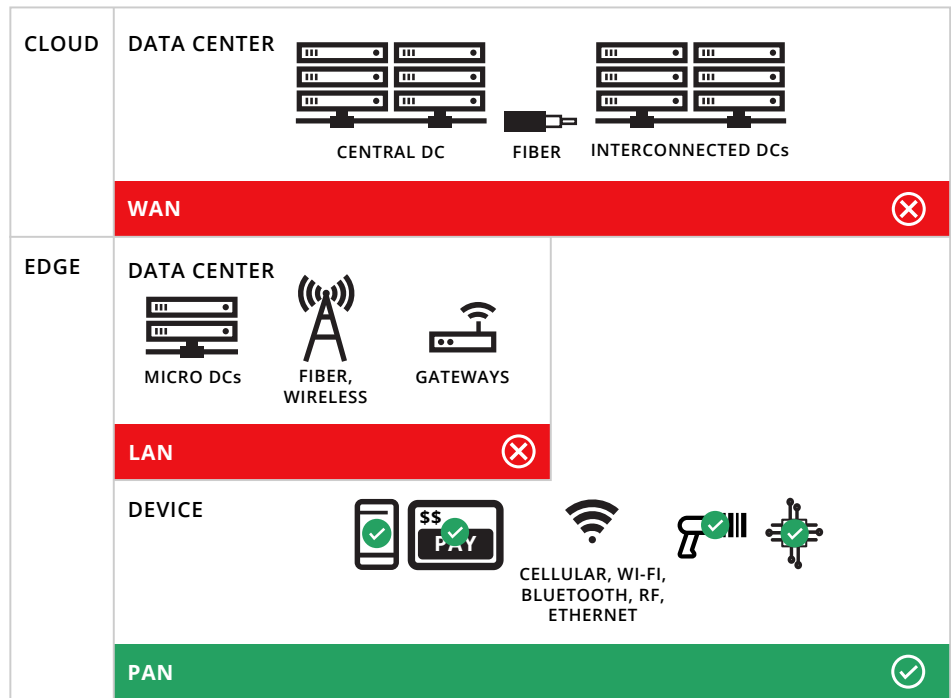 CLOUD
DATA CENTER
CENTRAL DC
FIBER
INTERCONNECTED DCs
WAN
EDGE
DATA CENTER
MICRO DCs
FIBER,
WIRELESS
GATEWAYS
LAN
DEVICE
$$
PAY
CELLULAR, WI-FI,
BLUETOOTH, RF,
ETHERNET
PAN